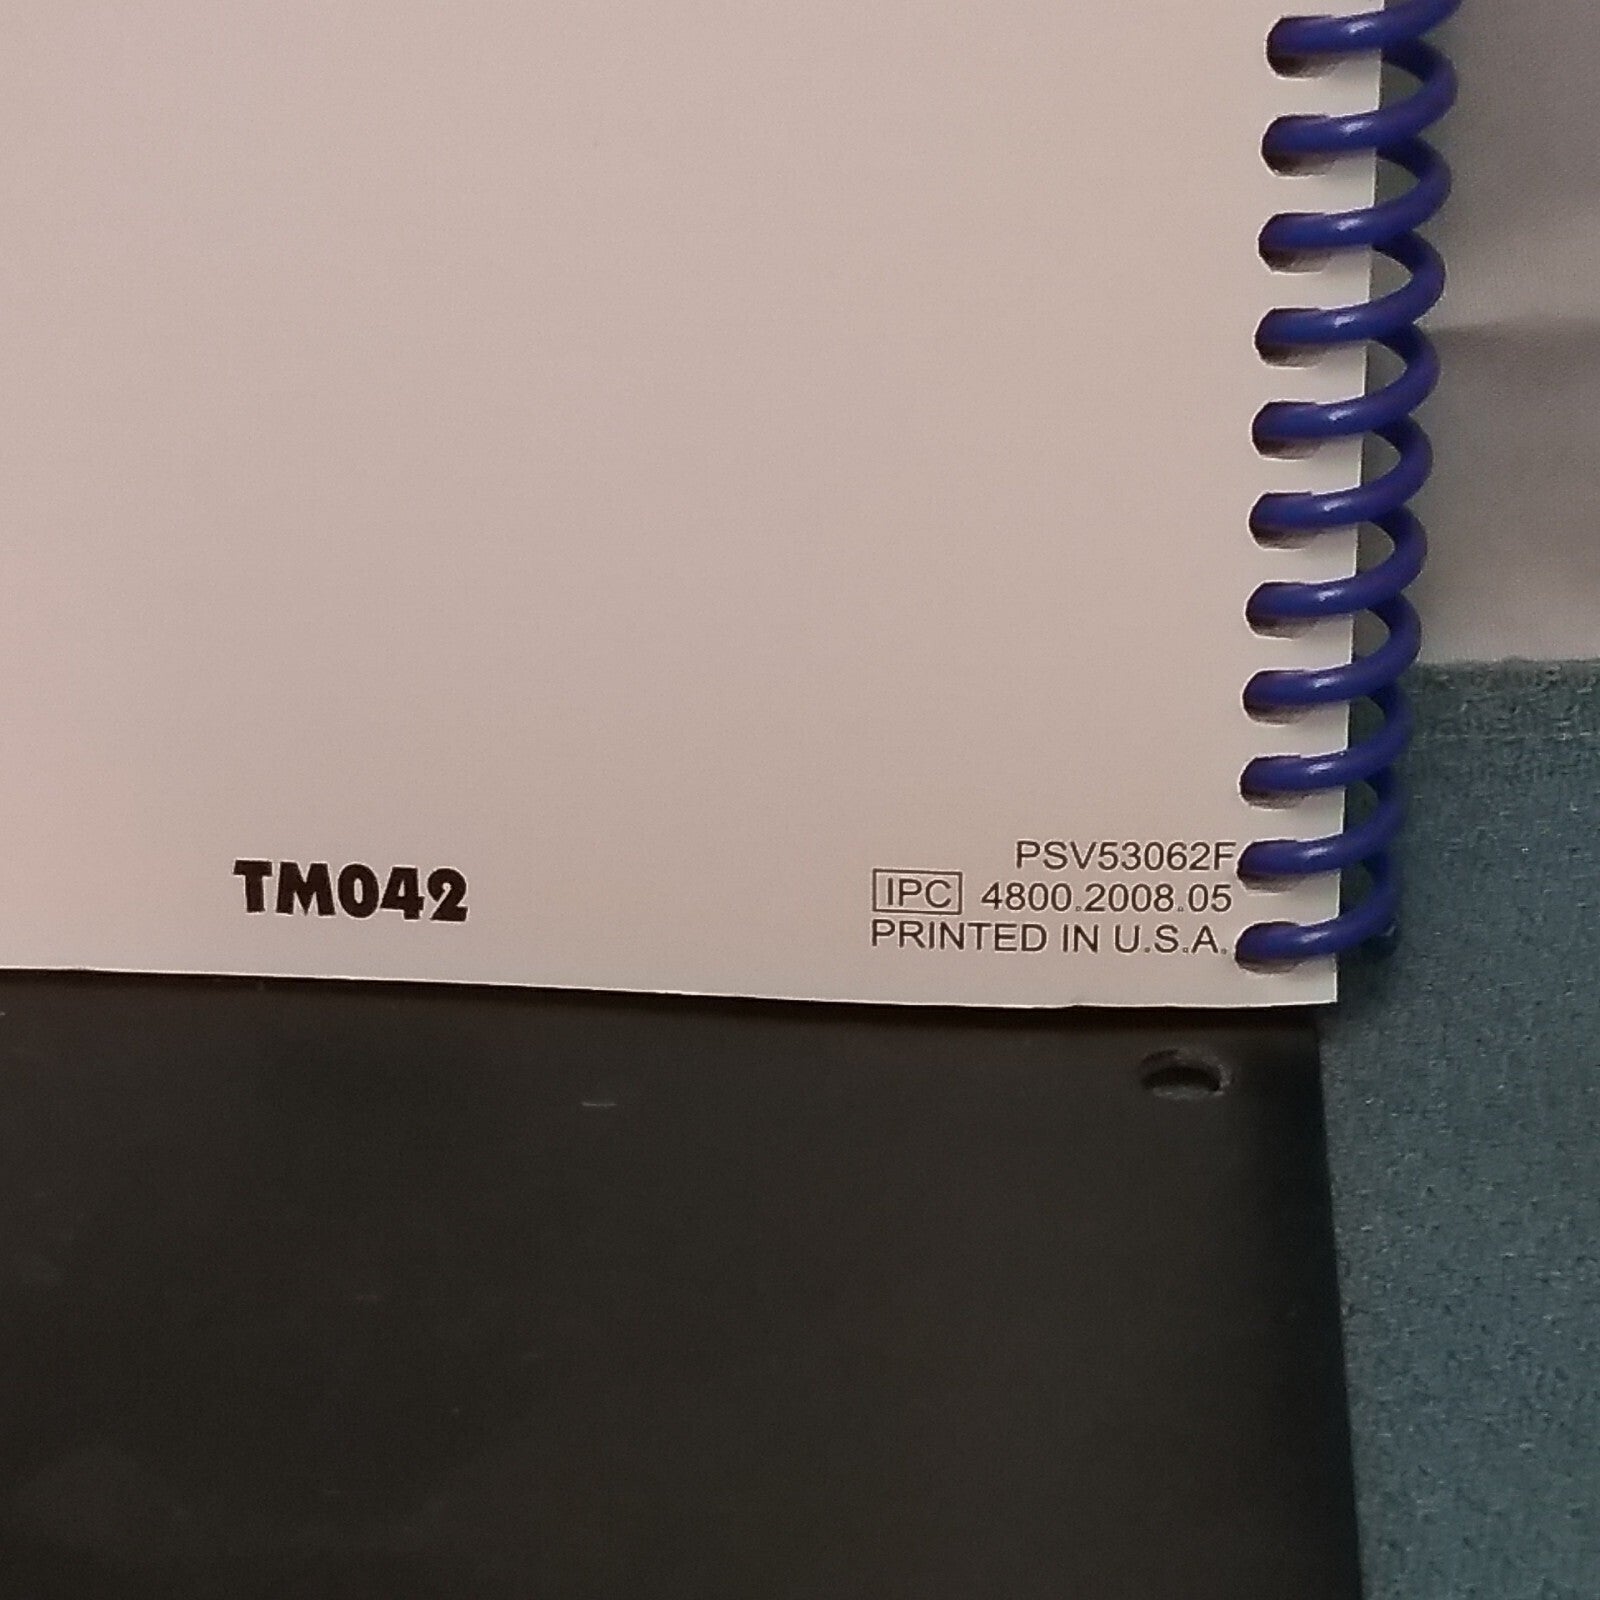 TM042
PSV53062F
IPC 4800.2008.05
PRINTED IN U.S.A.